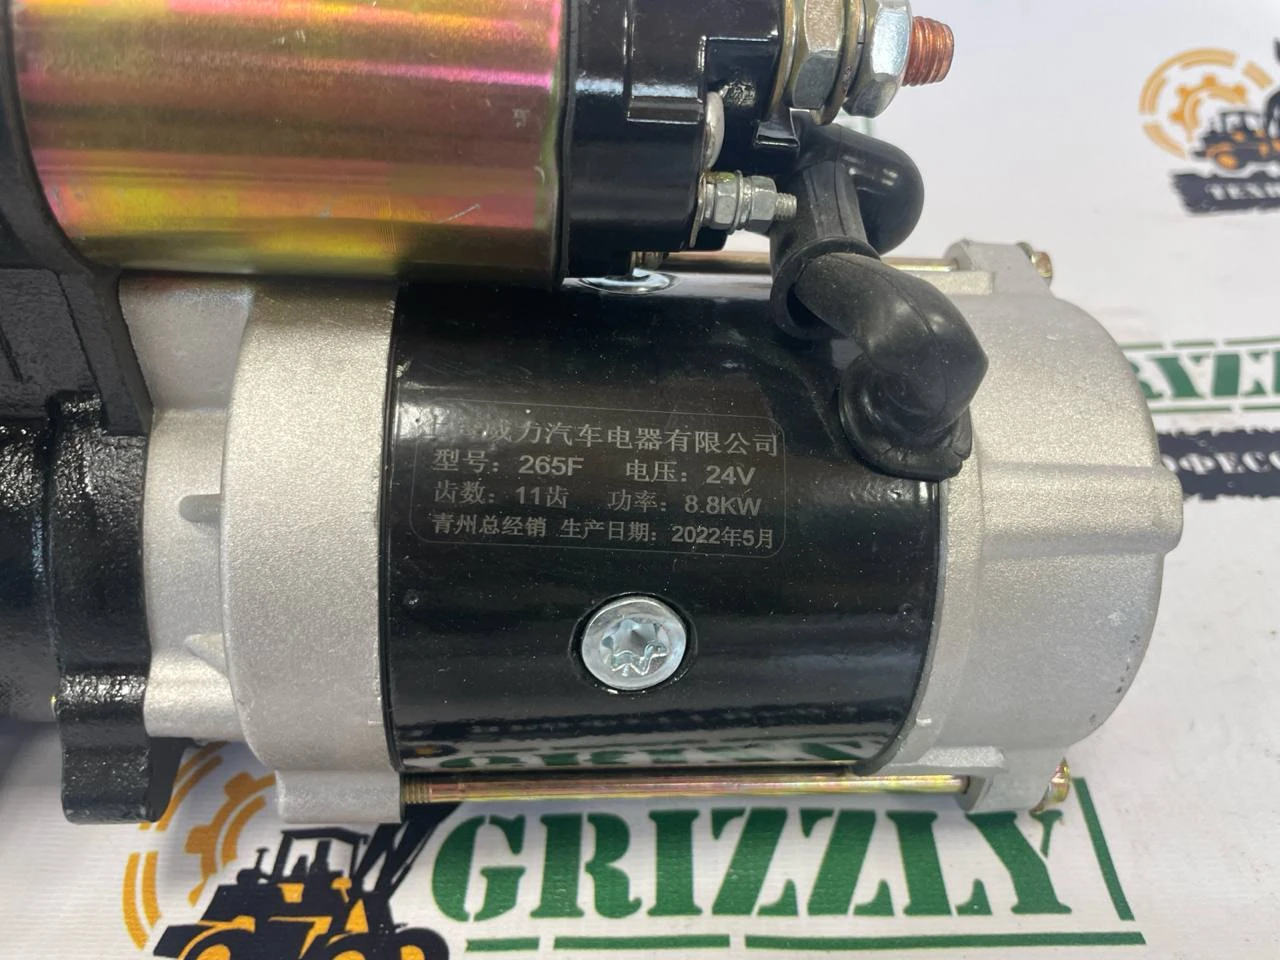 威力汽车电器有限公司
型号：265F 电压：24V
齿数：11齿 功率：8.8KW
青州总经销 生产日期：2022年5月
GRIZZLY